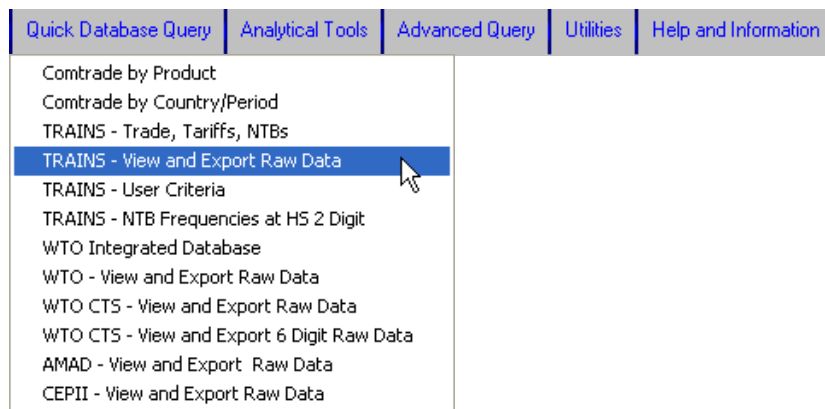 Quick Database Query Analytical Tools Advanced Query Utilities Help and Information
Comtrade by Product
Comtrade by Country/Period
TRAINS - Trade, Tariffs, NTBs
TRAINS - View and Export Raw Data
TRAINS - User Criteria
TRAINS - NTB Frequencies at HS 2 Digit
WTO Integrated Database
WTO - View and Export Raw Data
WTO CTS - View and Export Raw Data
WTO CTS - View and Export 6 Digit Raw Data
AMAD - View and Export  Raw Data
CEPII - View and Export Raw Data